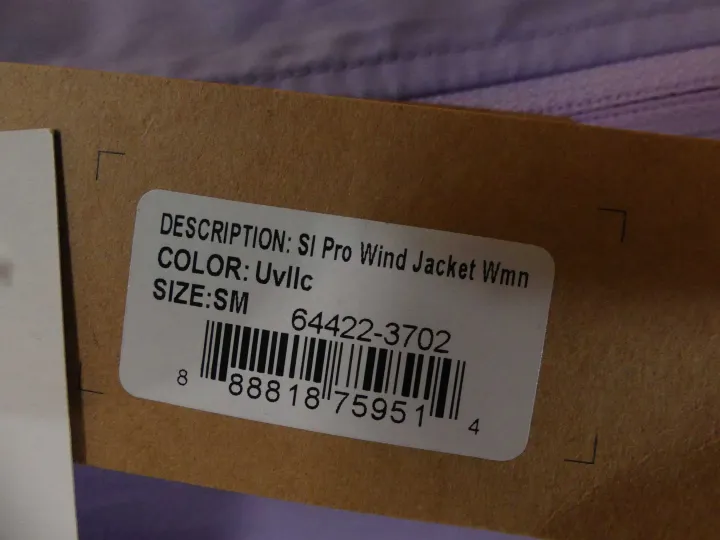 DESCRIPTION: SI Pro Wind Jacket Wmn
COLOR: Uvllc
SIZE:SM
64422-3702
8 88818 75951 4